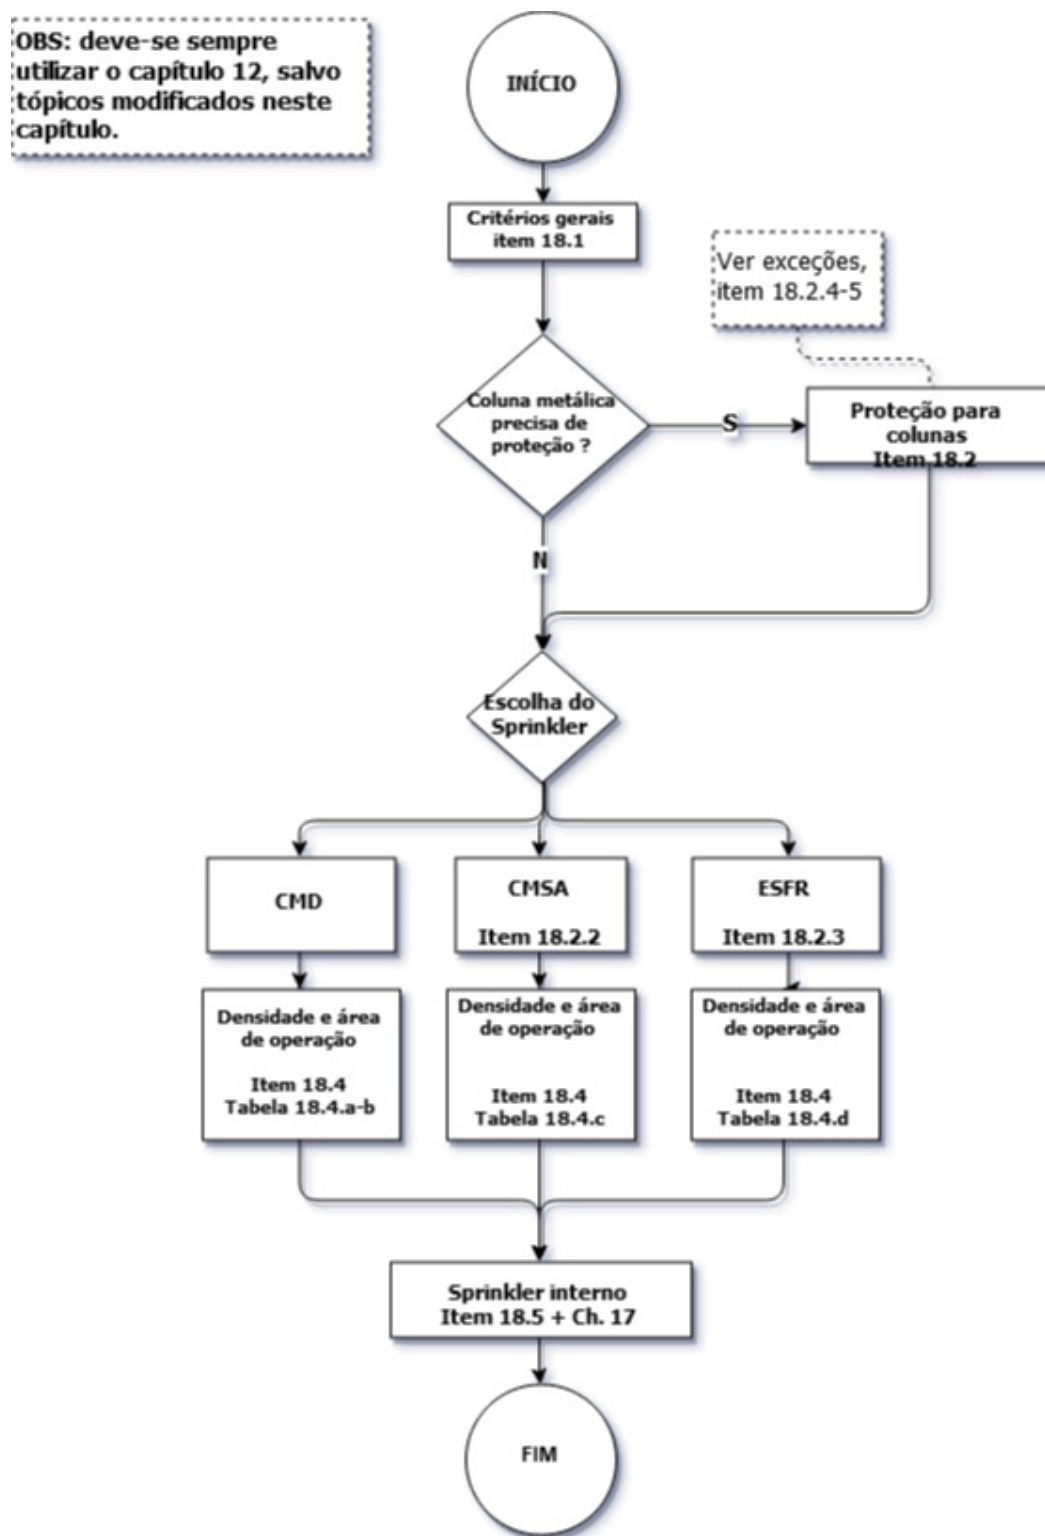 OBS: deve-se sempre
utilizar o capítulo 12, salvo
tópicos modificados neste
capítulo.
INÍCIO
Critérios gerais
item 18.1
Ver exceções,
item 18.2.4-5
Coluna metálica
precisa de
proteção ?
S
Proteção para
colunas
Item 18.2
N
Escolha do
Sprinkler
CMD
CMSA
Item 18.2.2
ESFR
Item 18.2.3
Densidade e área
de operação
Item 18.4
Tabela 18.4.a-b
Densidade e área
de operação
Item 18.4
Tabela 18.4.c
Densidade e área
de operação
Item 18.4
Tabela 18.4.d
Sprinkler interno
Item 18.5 + Ch. 17
FIM